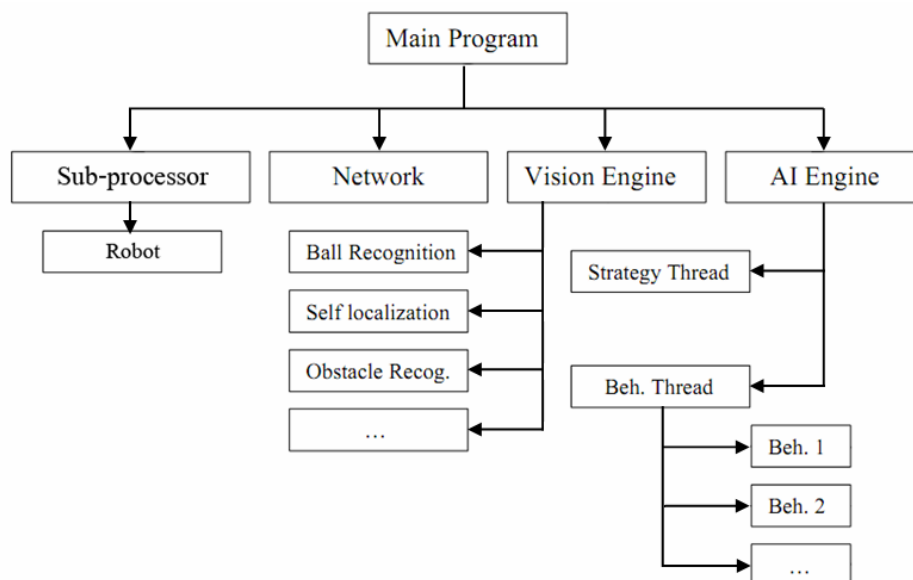 Main Program
Sub-processor
Network
Vision Engine
AI Engine
Robot
Ball Recognition
Self localization
Obstacle Recog.
…
Strategy Thread
Beh. Thread
Beh. 1
Beh. 2
…